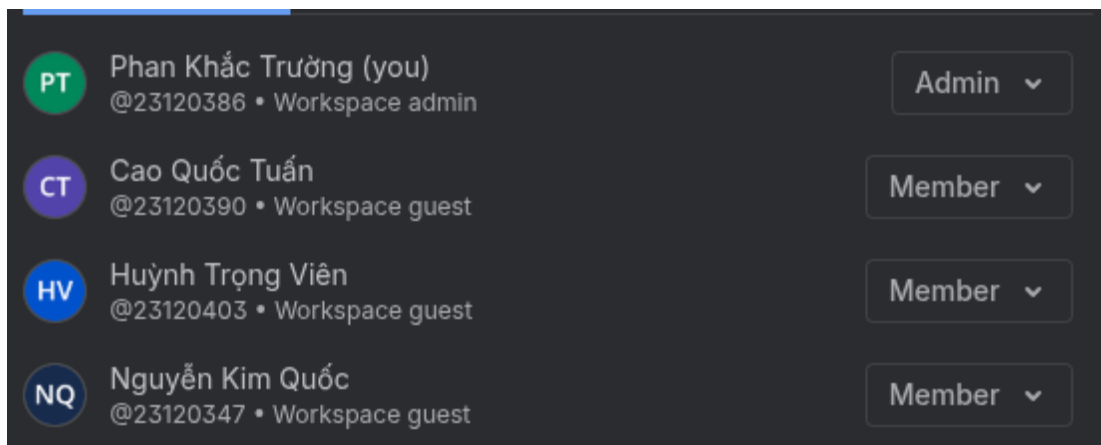 PT
Phan Khắc Trường (you)
@23120386 • Workspace admin
Admin
CT
Cao Quốc Tuấn
@23120390 • Workspace guest
Member
HV
Huỳnh Trọng Viên
@23120403 • Workspace guest
Member
NQ
Nguyễn Kim Quốc
@23120347 • Workspace guest
Member